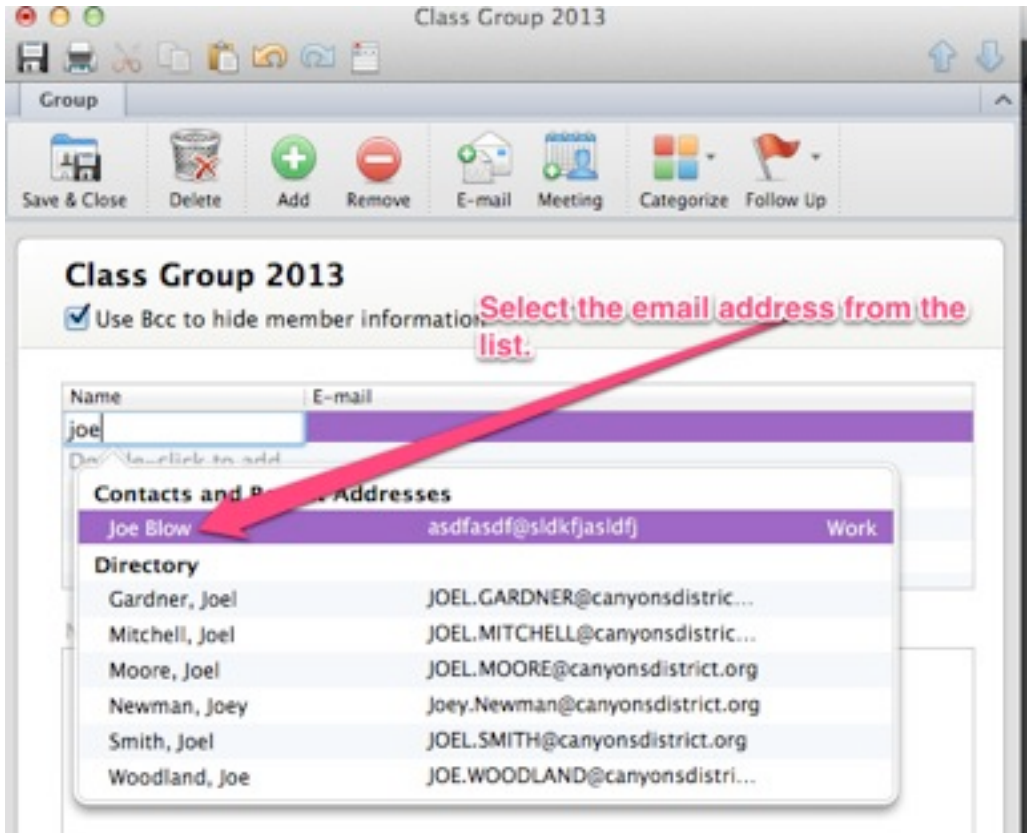 Class Group 2013
Group
Save & Close Delete Add Remove E-mail Meeting Categorize Follow Up
Class Group 2013
Use Bcc to hide member information
Select the email address from the
list.
Name E-mail
joe
click to add
Contacts and Addresses
Joe Blow asdfasdf@sldkfjasldfj Work
Directory
Gardner, Joel JOEL.GARDNER@canyonsdistric...
Mitchell, Joel JOEL.MITCHELL@canyonsdistric...
Moore, Joel JOEL.MOORE@canyonsdistrict.org
Newman, Joey Joey.Newman@canyonsdistrict.org
Smith, Joel JOEL.SMITH@canyonsdistrict.org
Woodland, Joe JOE.WOODLAND@canyonsdistri...